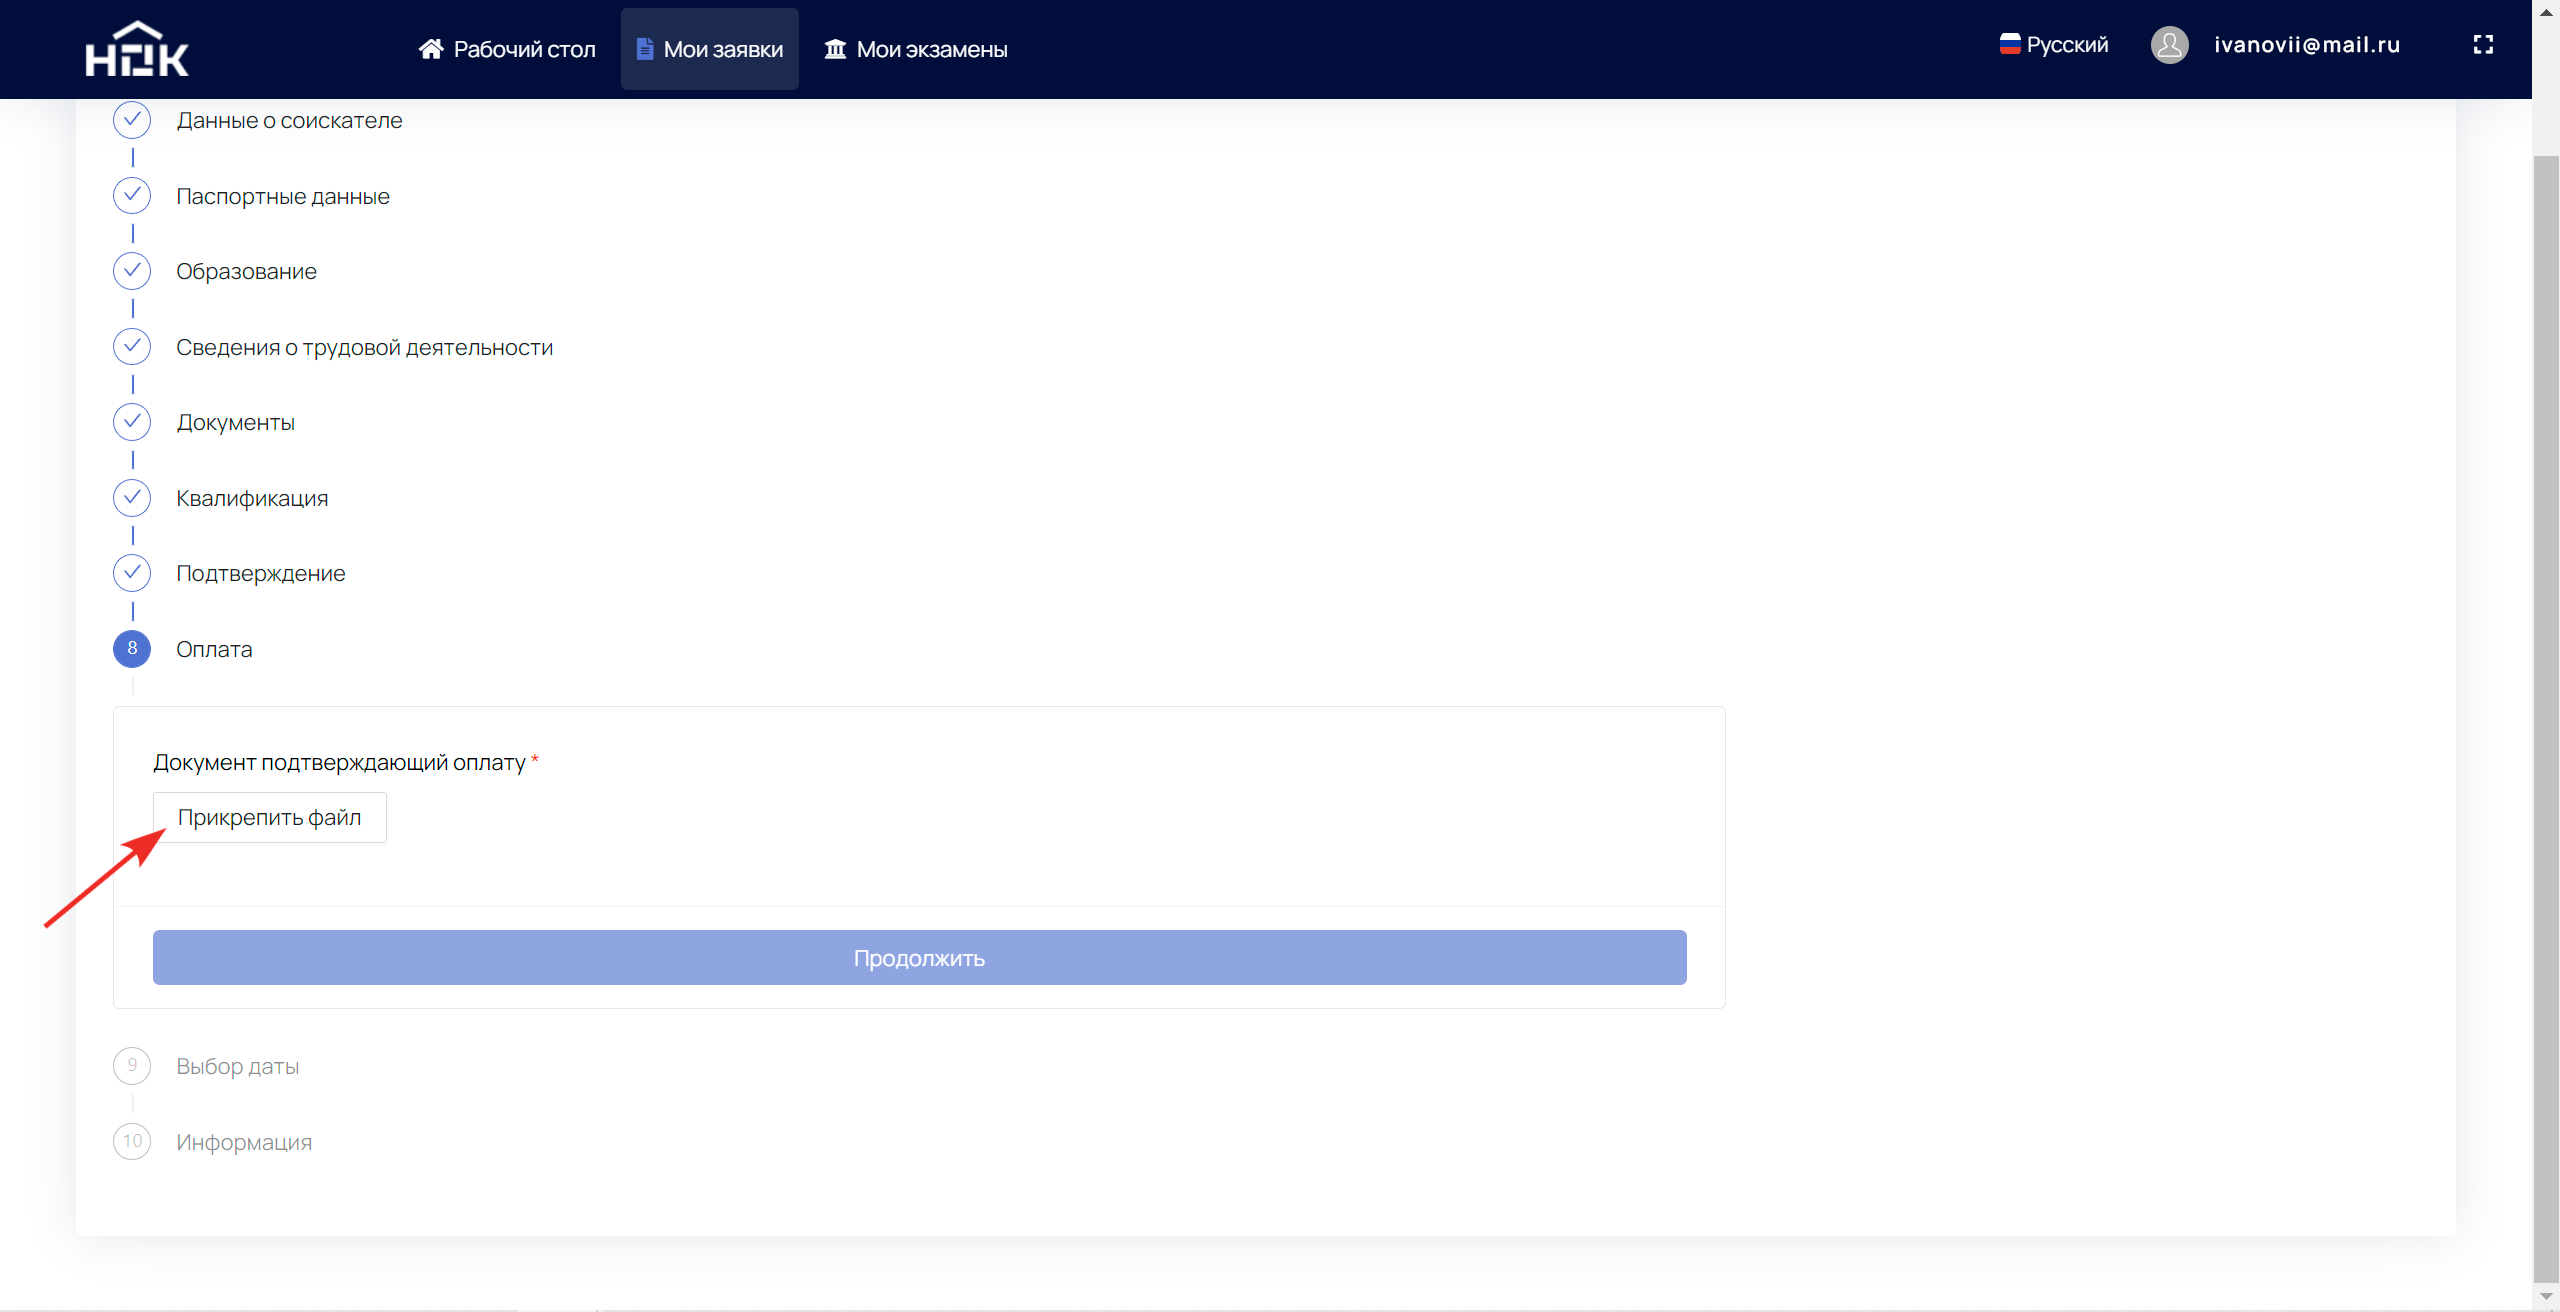 НОК
Рабочий стол
Мои заявки
Мои экзамены
Русский
ivanovii@mail.ru
Данные о соискателе
Паспортные данные
Образование
Сведения о трудовой деятельности
Документы
Квалификация
Подтверждение
8 Оплата
Документ подтверждающий оплату *
Прикрепить файл
Продолжить
9 Выбор даты
10 Информация